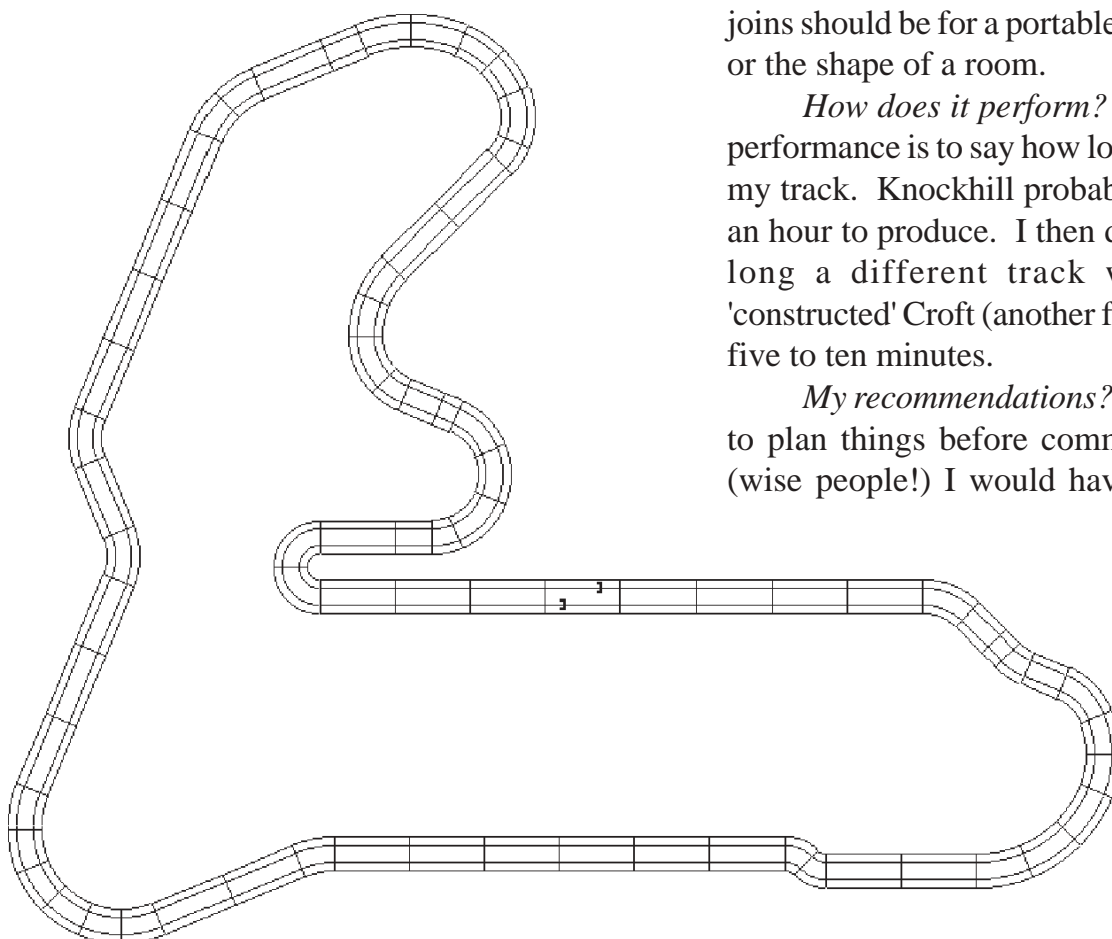 joins should be for a portable
or the shape of a room.
How does it perform?
performance is to say how lo
my track. Knockhill probab
an hour to produce. I then c
long a different track v
'constructed' Croft (another f
five to ten minutes.
My recommendations?
to plan things before comm
(wise people!) I would hav